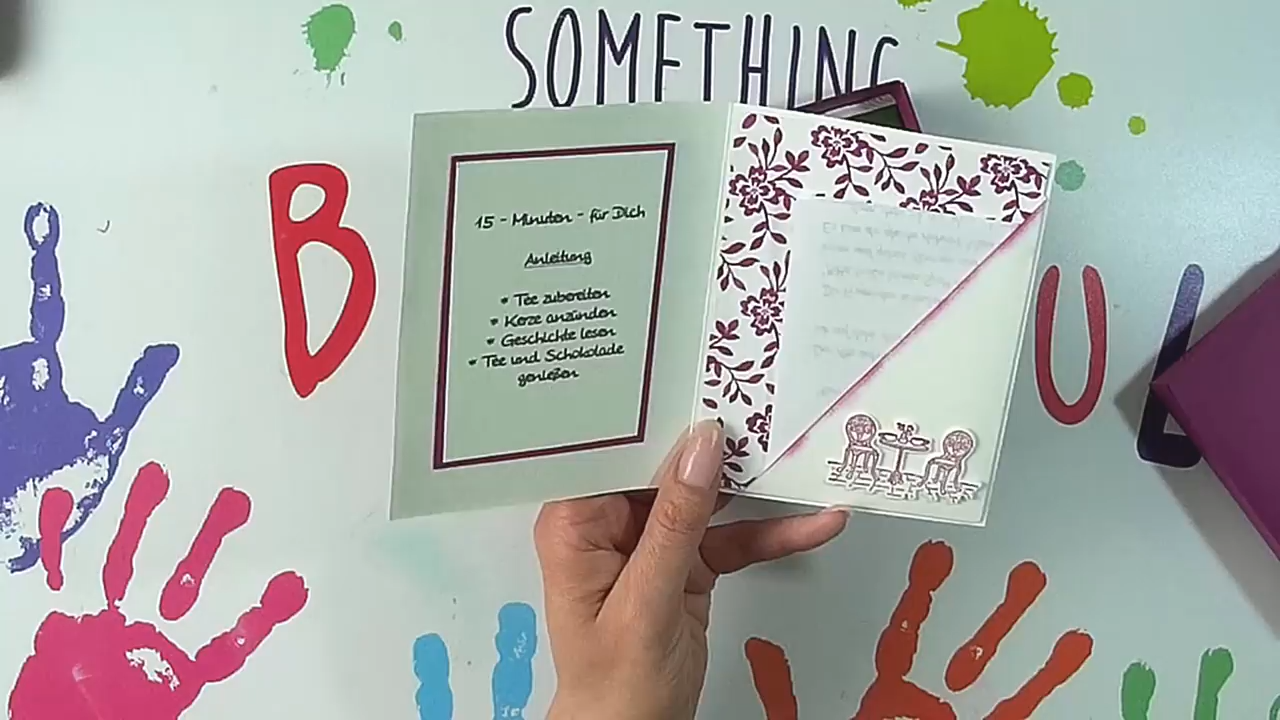 SOMETHING
B
U
15 - Minuten - für Dich
Anleitung
* Tee zubereiten
* Kerze anzünden
* Geschichte lesen
* Tee und Schokolade
genießen